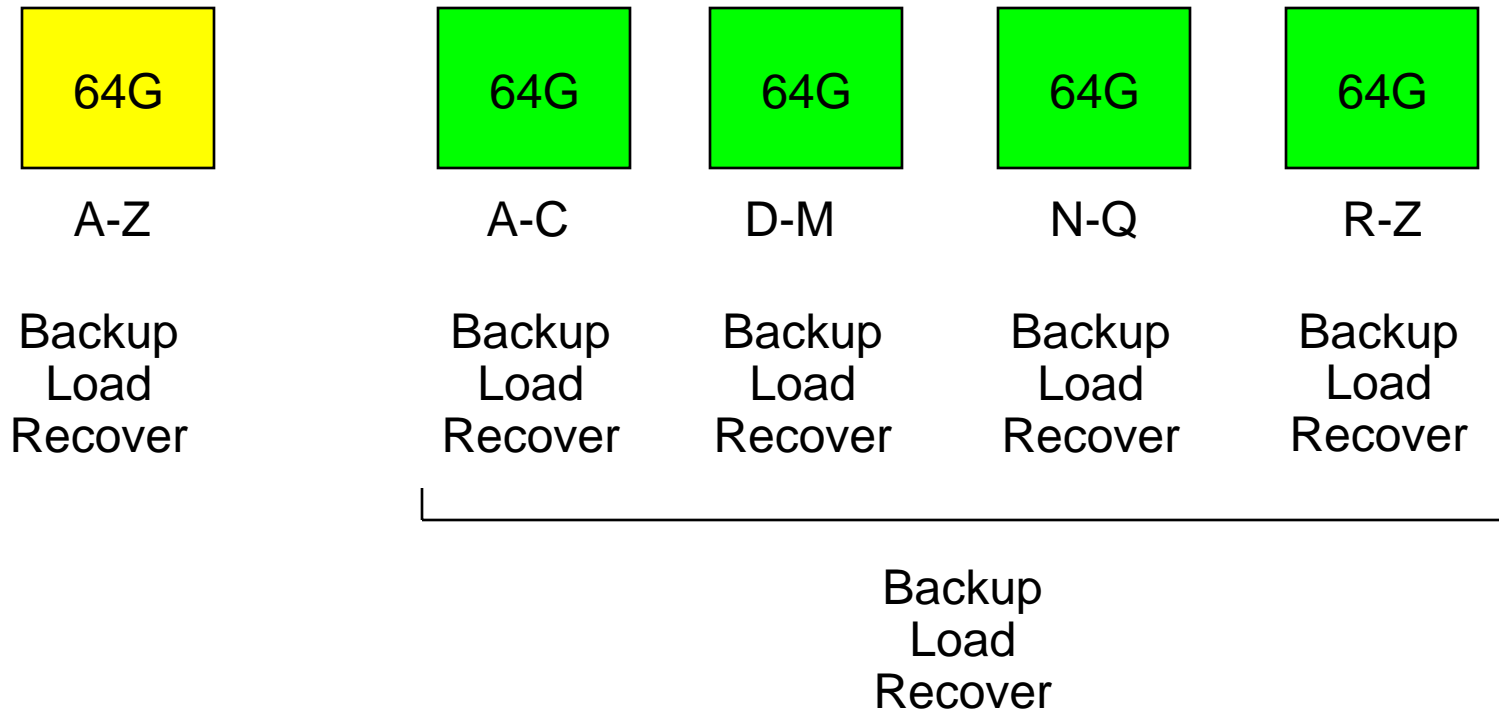 64G 64G 64G 64G 64G
A-Z A-C D-M N-Q R-Z
Backup Backup Backup Backup Backup
Load Load Load Load Load
Recover Recover Recover Recover Recover
Backup
Load
Recover